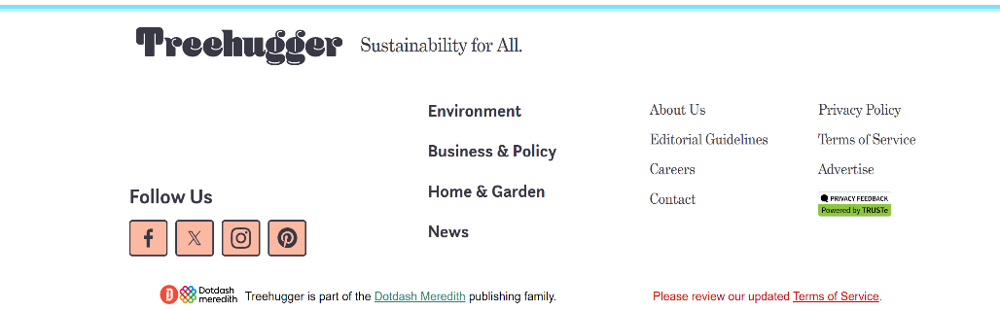 Treehugger Sustainability for All.
Follow Us
Environment
Business & Policy
Home & Garden
News
About Us
Editorial Guidelines
Careers
Contact
Privacy Policy
Terms of Service
Advertise
PRIVACY FEEDBACK
Powered by TRUSTe
Dotdash
meredith
Treehugger is part of the Dotdash Meredith publishing family.
Please review our updated Terms of Service.